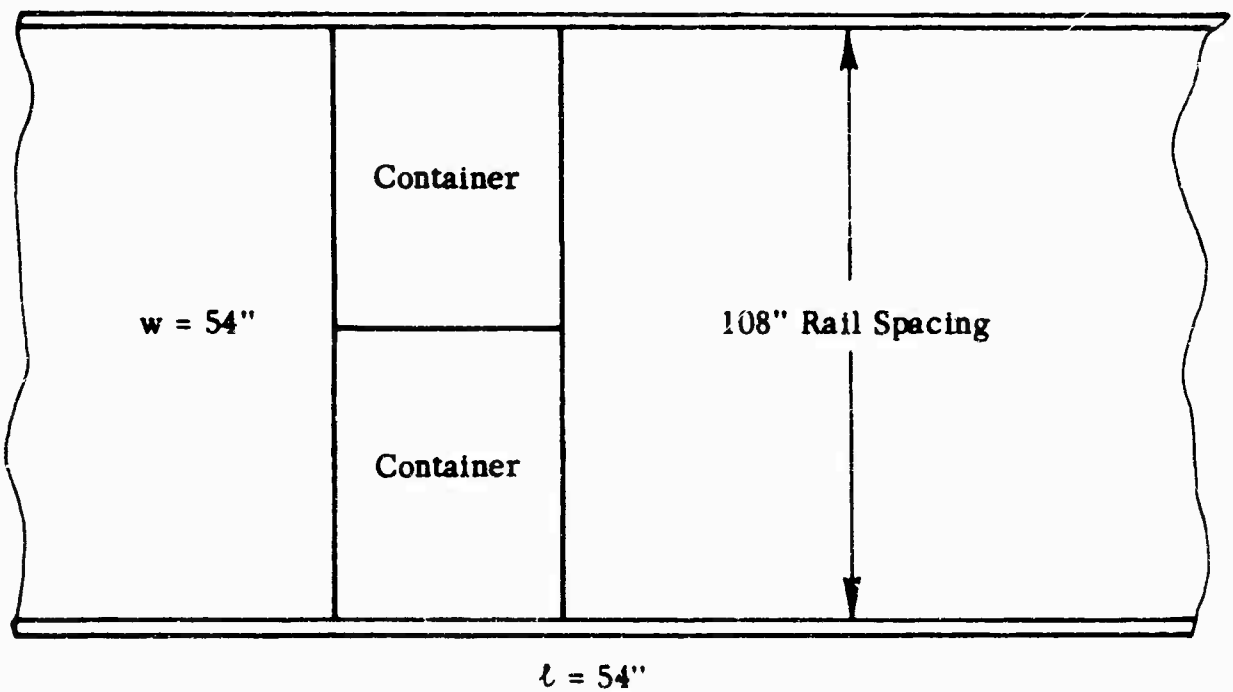 Container
w = 54"
108" Rail Spacing
Container
ℓ = 54"